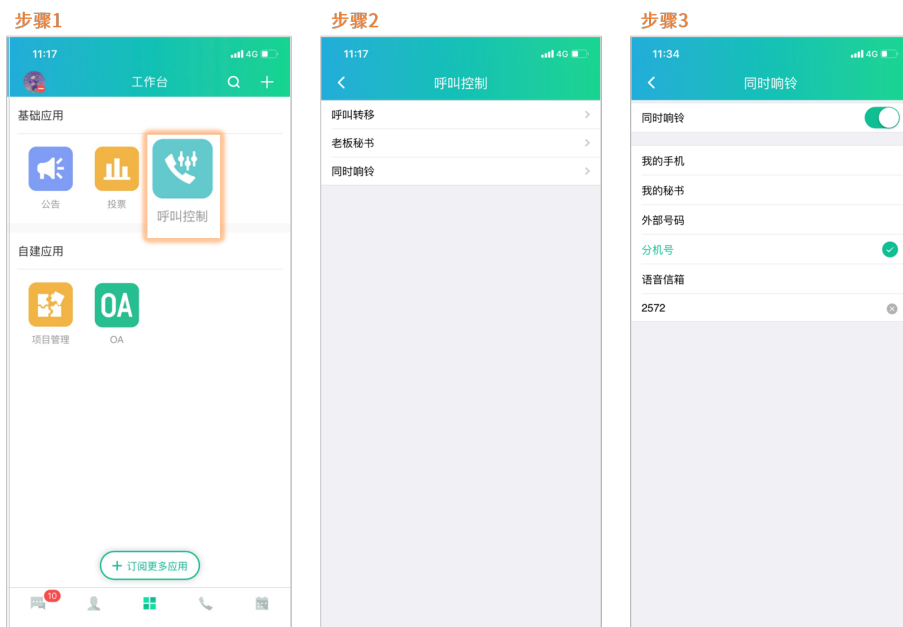 步骤1
11:17
4G
工作台
基础应用
公告
投票
呼叫控制
自建应用
OA
项目管理
OA
+ 订阅更多应用
10
步骤2
11:17
4G
呼叫控制
呼叫转移
老板秘书
同时响铃
步骤3
11:34
4G
同时响铃
同时响铃
我的手机
我的秘书
外部号码
分机号
语音信箱
2572